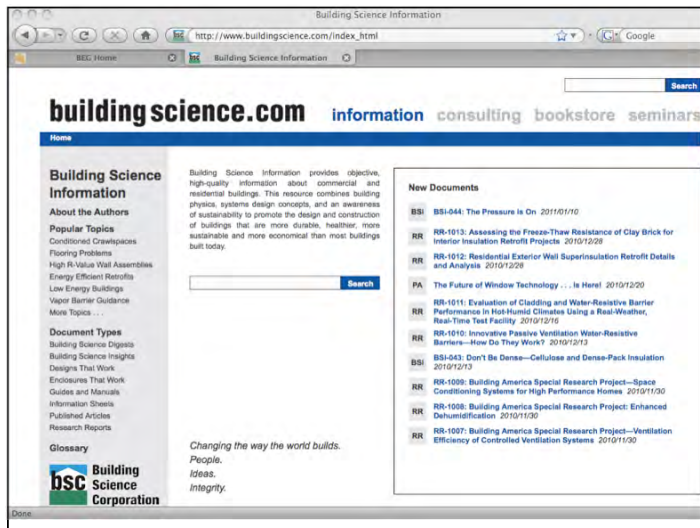 Building Science Information
http://www.buildingscience.com/index_html
Google
BEG Home
Building Science Information
Search
buildingscience.com
information consulting bookstore seminars
Home
Building Science
Information
About the Authors
Popular Topics
Conditioned Crawlspaces
Flooring Problems
High R-Value Wall Assemblies
Energy Efficient Retrofits
Low Energy Buildings
Vapor Barrier Guidance
More Topics . . .
Document Types
Building Science Digests
Building Science Insights
Designs That Work
Enclosures That Work
Guides and Manuals
Information Sheets
Published Articles
Research Reports
Glossary
bsc Building
Science
Corporation
Building Science Information provides objective,
high-quality information about commercial and
residential buildings. This resource combines building
physics, systems design concepts, and an awareness
of sustainability to promote the design and construction
of buildings that are more durable, healthier, more
sustainable and more economical than most buildings
built today.
Search
Changing the way the world builds.
People.
Ideas.
Integrity.
New Documents
BSI BSI-044: The Pressure Is On 2011/01/10
RR RR-1013: Assessing the Freeze-Thaw Resistance of Clay Brick for
Interior Insulation Retrofit Projects 2010/12/28
RR RR-1012: Residential Exterior Wall Superinsulation Retrofit Details
and Analysis 2010/12/28
PA The Future of Window Technology . . . Is Here! 2010/12/20
RR RR-1011: Evaluation of Cladding and Water-Resistive Barrier
Performance in Hot-Humid Climates Using a Real-Weather,
Real-Time Test Facility 2010/12/16
RR RR-1010: Innovative Passive Ventilation Water-Resistive
Barriers—How Do They Work? 2010/12/13
BSI BSI-043: Don't Be Dense—Cellulose and Dense-Pack Insulation
2010/12/13
RR RR-1009: Building America Special Research Project—Space
Conditioning Systems for High Performance Homes 2010/11/30
RR RR-1008: Building America Special Research Project: Enhanced
Dehumidification 2010/11/30
RR RR-1007: Building America Special Research Project—Ventilation
Efficiency of Controlled Ventilation Systems 2010/11/30
Done